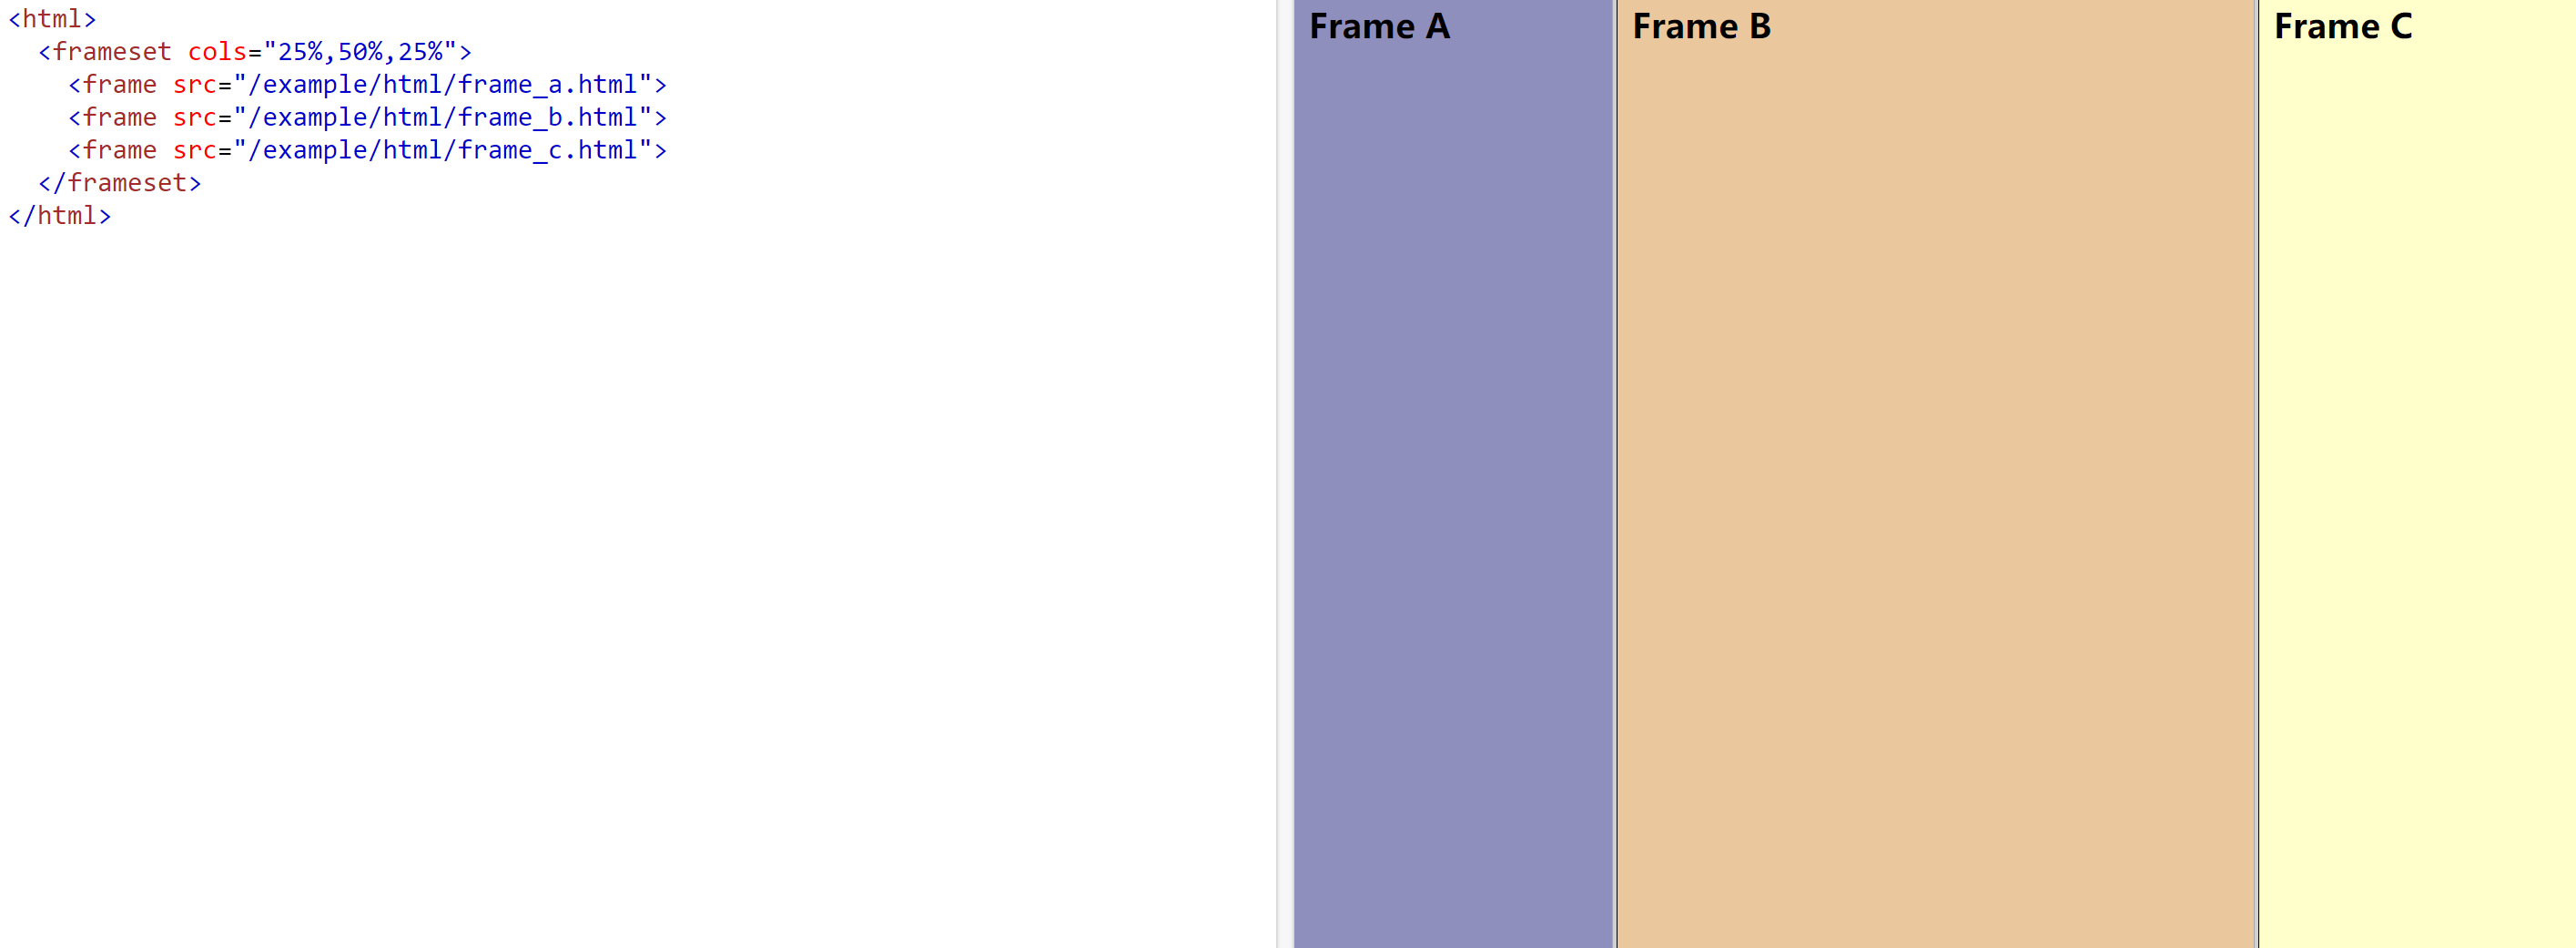 <html>
  <frameset cols="25%,50%,25%">
    <frame src="/example/html/frame_a.html">
    <frame src="/example/html/frame_b.html">
    <frame src="/example/html/frame_c.html">
  </frameset>
</html>
Frame A
Frame B
Frame C